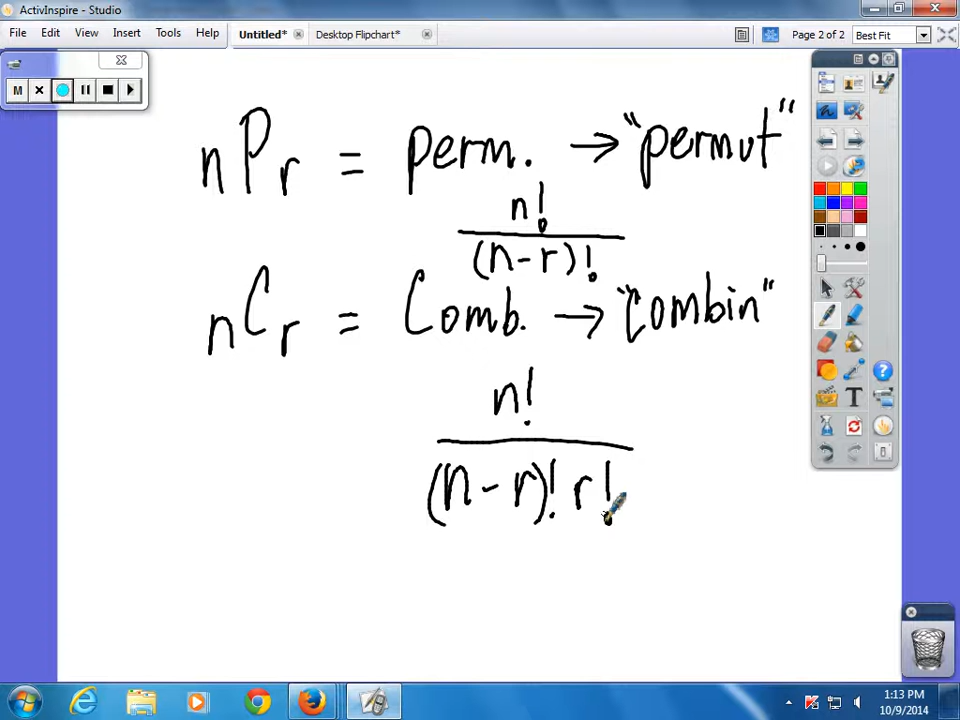 ActivInspire - Studio
File Edit View Insert Tools Help Untitled* Desktop Flipchart* Page 2 of 2 Best Fit
M
nPr = perm. → "permut"
n!
(n-r)!
nCr = Comb. → "combin"
n!
(n-r)! r!
T
1:13 PM
10/9/2014